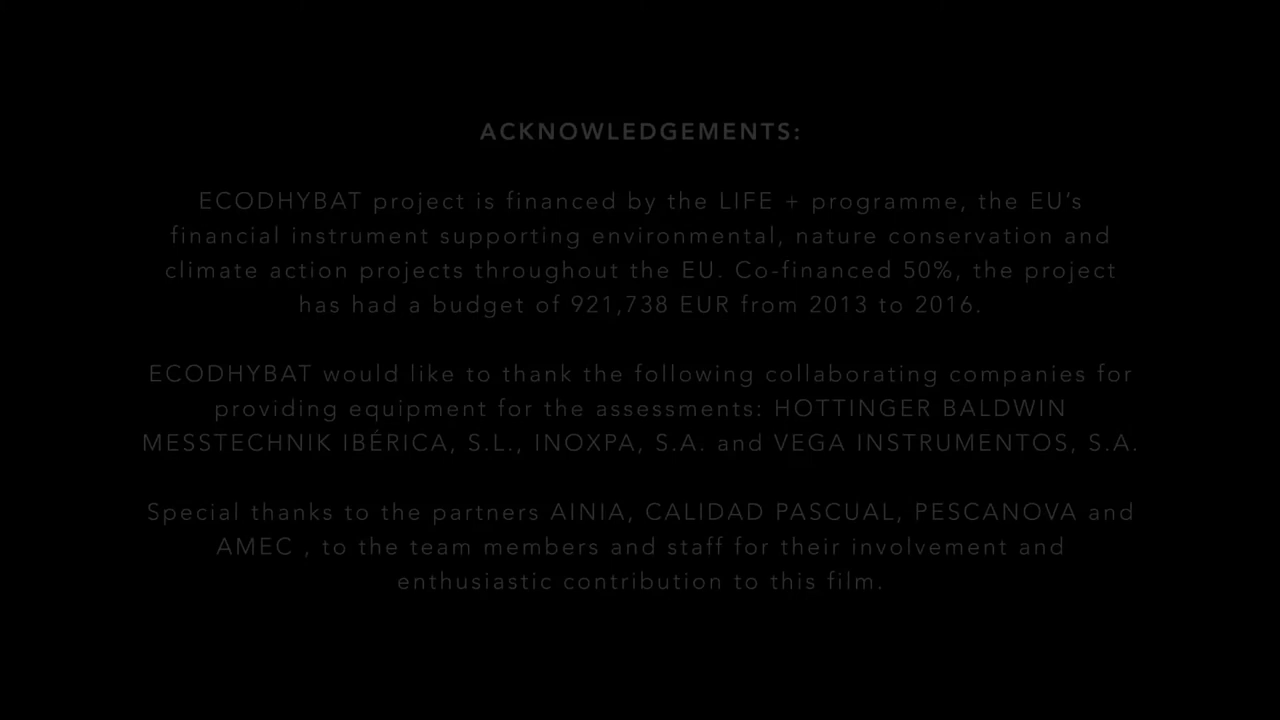 ACKNOWLEDGEMENTS:
ECODHYBAT project is financed by the LIFE + programme, the EU’s
financial instrument supporting environmental, nature conservation and
climate action projects throughout the EU. Co-financed 50%, the project
has had a budget of 921,738 EUR from 2013 to 2016.
ECODHYBAT would like to thank the following collaborating companies for
providing equipment for the assessments: HOTTINGER BALDWIN
MESSTECHNIK IBÉRICA, S.L., INOXPA, S.A. and VEGA INSTRUMENTOS, S.A.
Special thanks to the partners AINIA, CALIDAD PASCUAL, PESCANOVA and
AMEC , to the team members and staff for their involvement and
enthusiastic contribution to this film.